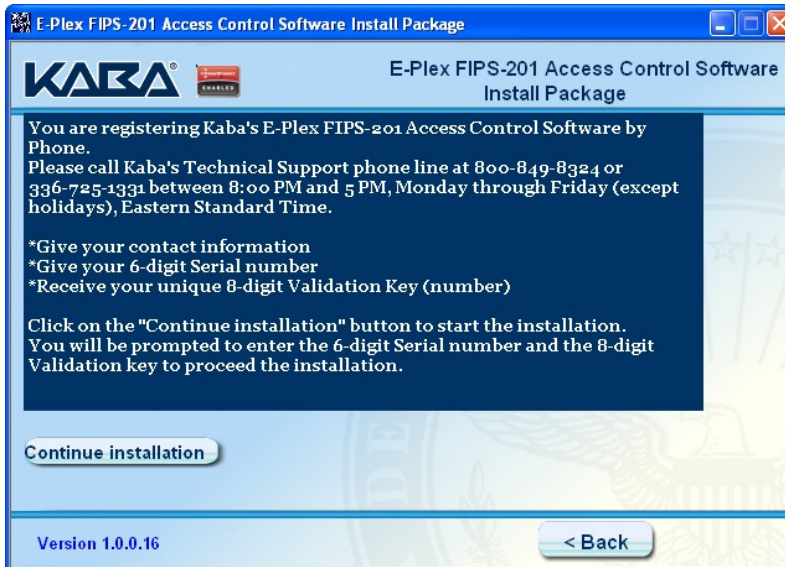 E-Plex FIPS-201 Access Control Software Install Package
KABA®
ENABLED
E-Plex FIPS-201 Access Control Software
Install Package
You are registering Kaba's E-Plex FIPS-201 Access Control Software by
Phone.
Please call Kaba's Technical Support phone line at 800-849-8324 or
336-725-1331 between 8:00 PM and 5 PM, Monday through Friday (except
holidays), Eastern Standard Time.
*Give your contact information
*Give your 6-digit Serial number
*Receive your unique 8-digit Validation Key (number)
Click on the "Continue installation" button to start the installation.
You will be prompted to enter the 6-digit Serial number and the 8-digit
Validation key to proceed the installation.
Continue installation
Version 1.0.0.16
< Back